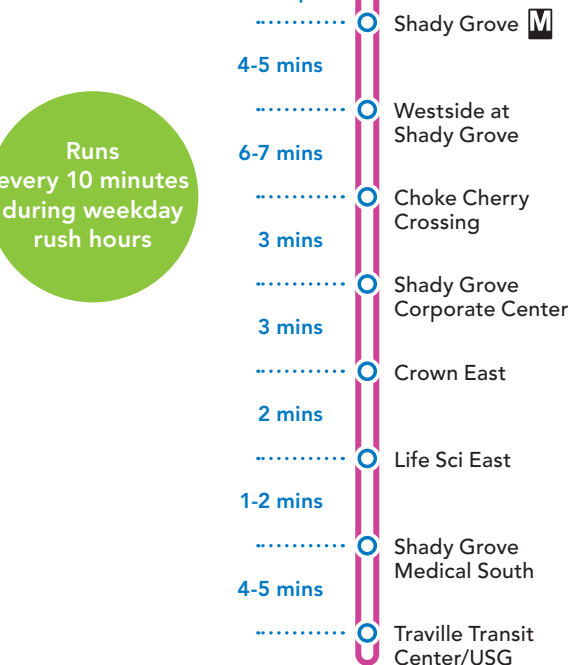 Shady Grove M
4-5 mins
Westside at
Shady Grove
Runs
every 10 minutes
during weekday
rush hours
6-7 mins
Choke Cherry
Crossing
3 mins
Shady Grove
Corporate Center
3 mins
Crown East
2 mins
Life Sci East
1-2 mins
Shady Grove
Medical South
4-5 mins
Traville Transit
Center/USG